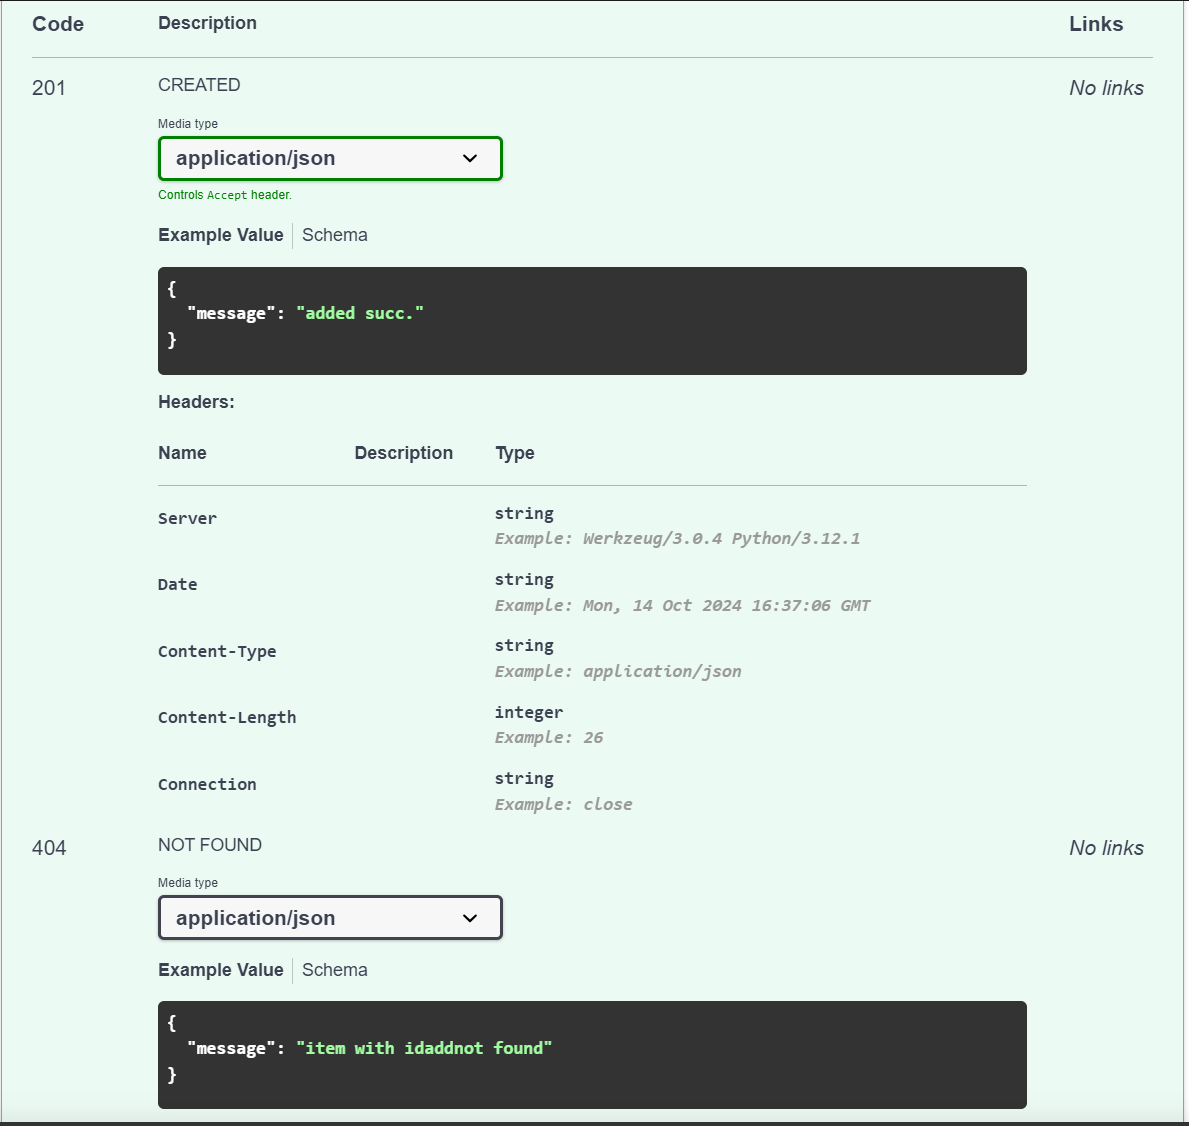 Code Description Links
201 CREATED No links
Media type
application/json
Controls Accept header.
Example Value Schema
{
"message": "added succ."
}
Headers:
Name Description Type
Server string
Example: Werkzeug/3.0.4 Python/3.12.1
Date string
Example: Mon, 14 Oct 2024 16:37:06 GMT
Content-Type string
Example: application/json
Content-Length integer
Example: 26
Connection string
Example: close
404 NOT FOUND No links
Media type
application/json
Example Value Schema
{
"message": "item with idaddnot found"
}